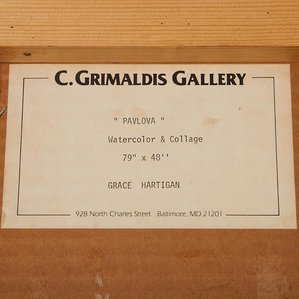 C. GRIMALDIS GALLERY
" PAVLOVA "
Watercolor & Collage
79" x 48''
GRACE HARTIGAN
928 North Charles Street Baltimore, MD 21201